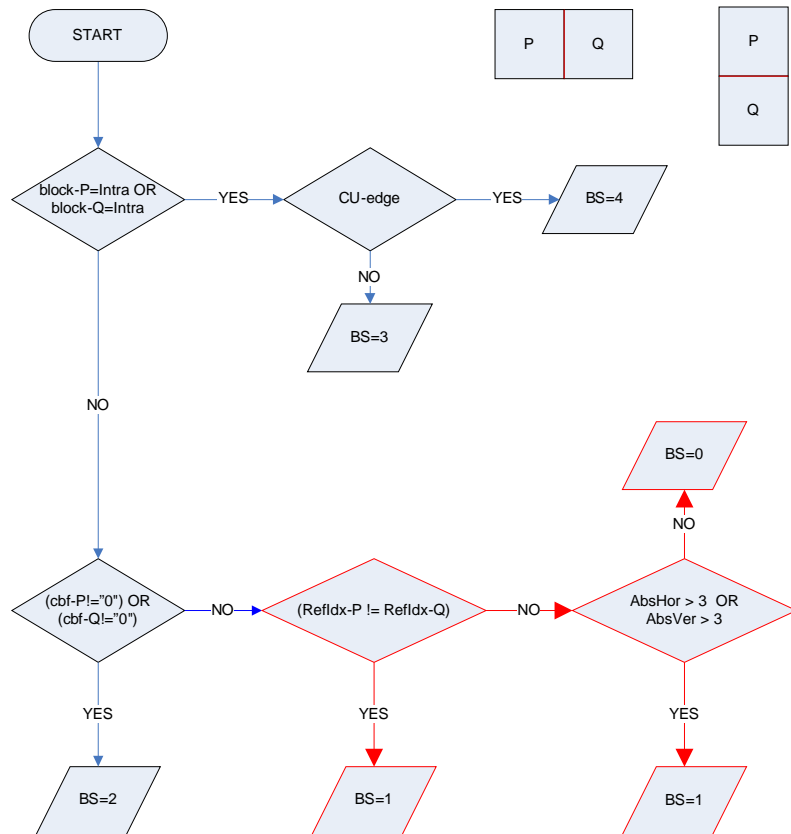 START
P
Q
P
Q
block-P=Intra OR
block-Q=Intra
YES
CU-edge
YES
BS=4
NO
BS=3
NO
BS=0
NO
(cbf-P!="0") OR
(cbf-Q!="0")
NO
(RefIdx-P != RefIdx-Q)
NO
AbsHor > 3 OR
AbsVer > 3
YES
YES
YES
BS=2
BS=1
BS=1